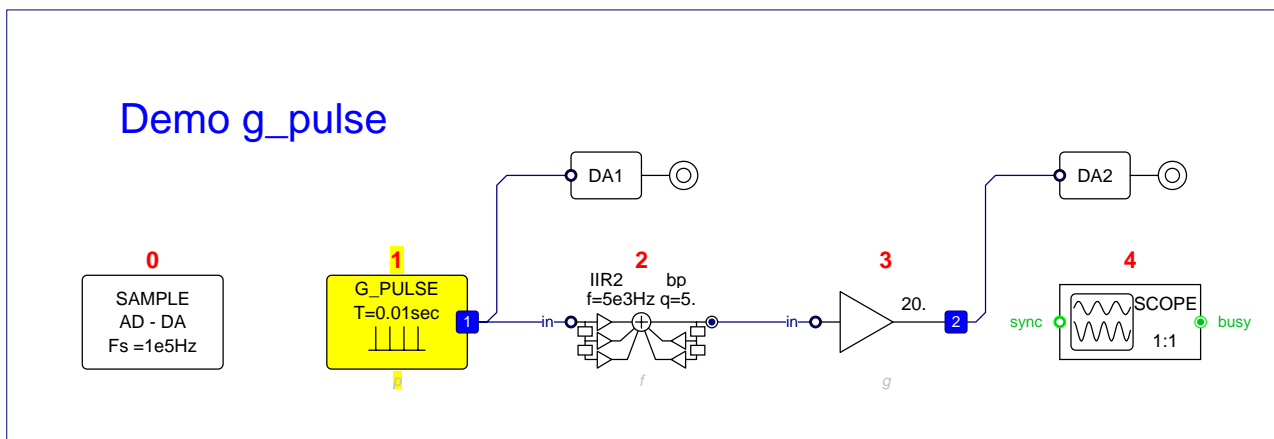 Demo g_pulse
DA1
DA2
0
1
2
3
4
SAMPLE
AD - DA
Fs =1e5Hz
G_PULSE
T=0.01sec
1
p
in
IIR2 bp
f=5e3Hz q=5.
f
in
20.
2
g
sync
SCOPE
1:1
busy